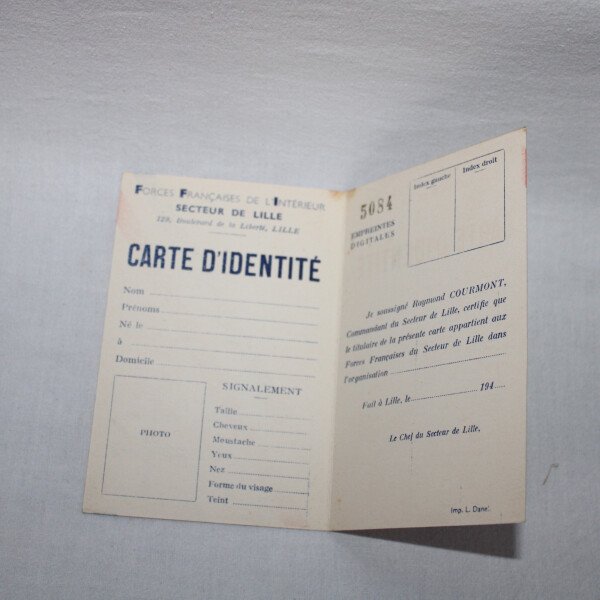 FORCES FRANÇAISES DE L'INTÉRIEUR
SECTEUR DE LILLE
129, Boulevard de la Liberté, LILLE
CARTE D'IDENTITÉ
Nom
Prénoms
Né le
à
Domicile
PHOTO
SIGNALEMENT
Taille
Cheveux
Moustache
Yeux
Nez
Forme du visage
Teint
5084
EMPREINTES
DIGITALES
Index gauche
Index droit
Je soussigné Raymond COURMONT,
Commandant du Secteur de Lille, certifie que
le titulaire de la présente carte appartient aux
Forces Françaises du Secteur de Lille dans
l'organisation
Fait à Lille, le 194
Le Chef du Secteur de Lille,
Imp. L. Danel